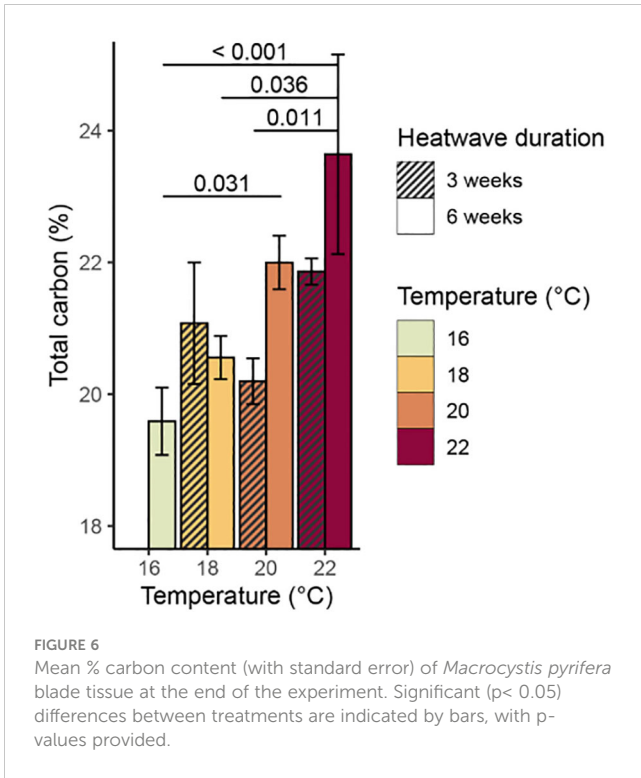 < 0.001
0.036
0.011
0.031
24
22
20
18
Total carbon (%)
16 18 20 22
Temperature (°C)
Heatwave duration
3 weeks
6 weeks
Temperature (°C)
16
18
20
22
FIGURE 6
Mean % carbon content (with standard error) of Macrocystis pyrifera
blade tissue at the end of the experiment. Significant (p< 0.05)
differences between treatments are indicated by bars, with p-
values provided.